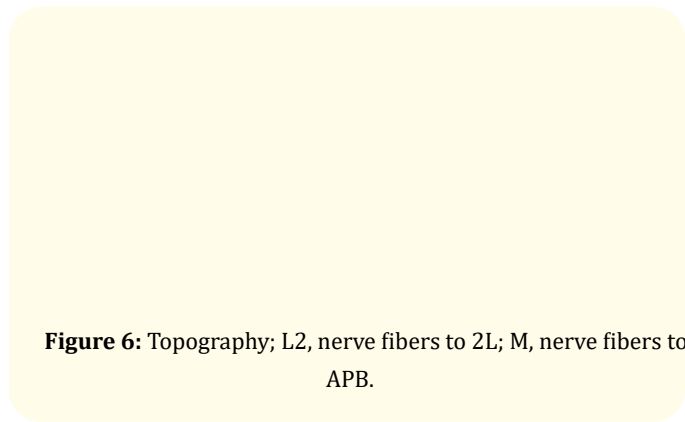 Figure 6: Topography; L2, nerve fibers to 2L; M, nerve fibers to
APB.